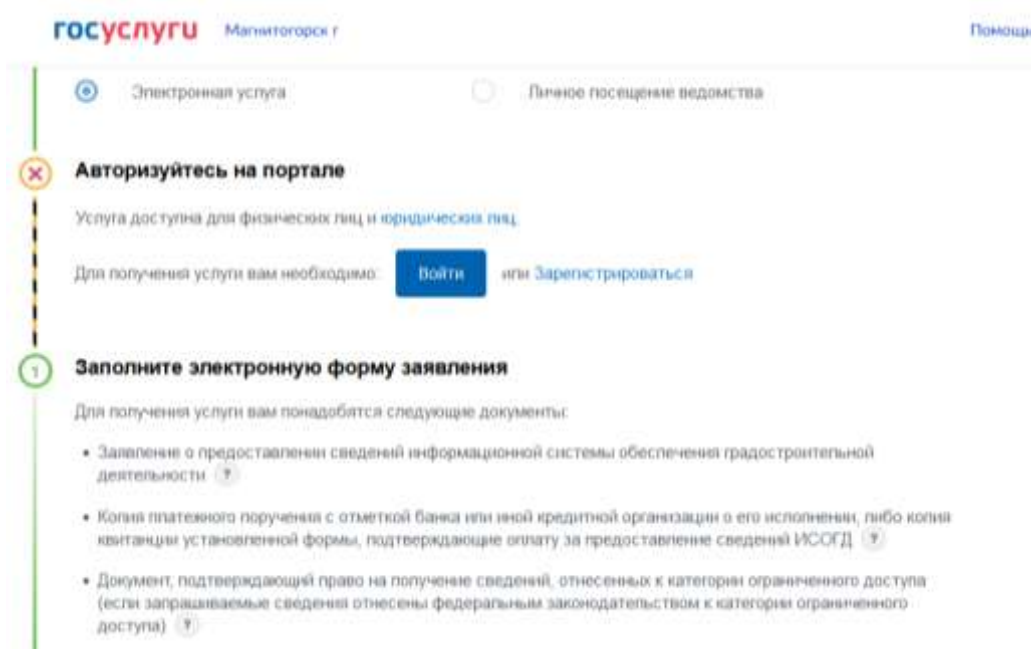 госуслуги Магнитогорск г Помощь
Электронная услуга Личное посещение ведомства
Авторизуйтесь на портале
Услуга доступна для физических лиц и юридических лиц.
Для получения услуги вам необходимо: Войти или Зарегистрироваться
1 Заполните электронную форму заявления
Для получения услуги вам понадобятся следующие документы:
• Заявление о предоставлении сведений информационной системы обеспечения градостроительной
деятельности ?
• Копия платежного поручения с отметкой банка или иной кредитной организации о его исполнении, либо копия
квитанции установленной формы, подтверждающие оплату за предоставление сведений ИСОГД ?
• Документ, подтверждающий право на получение сведений, отнесенных к категории ограниченного доступа
(если запрашиваемые сведения отнесены федеральным законодательством к категории ограниченного
доступа) ?